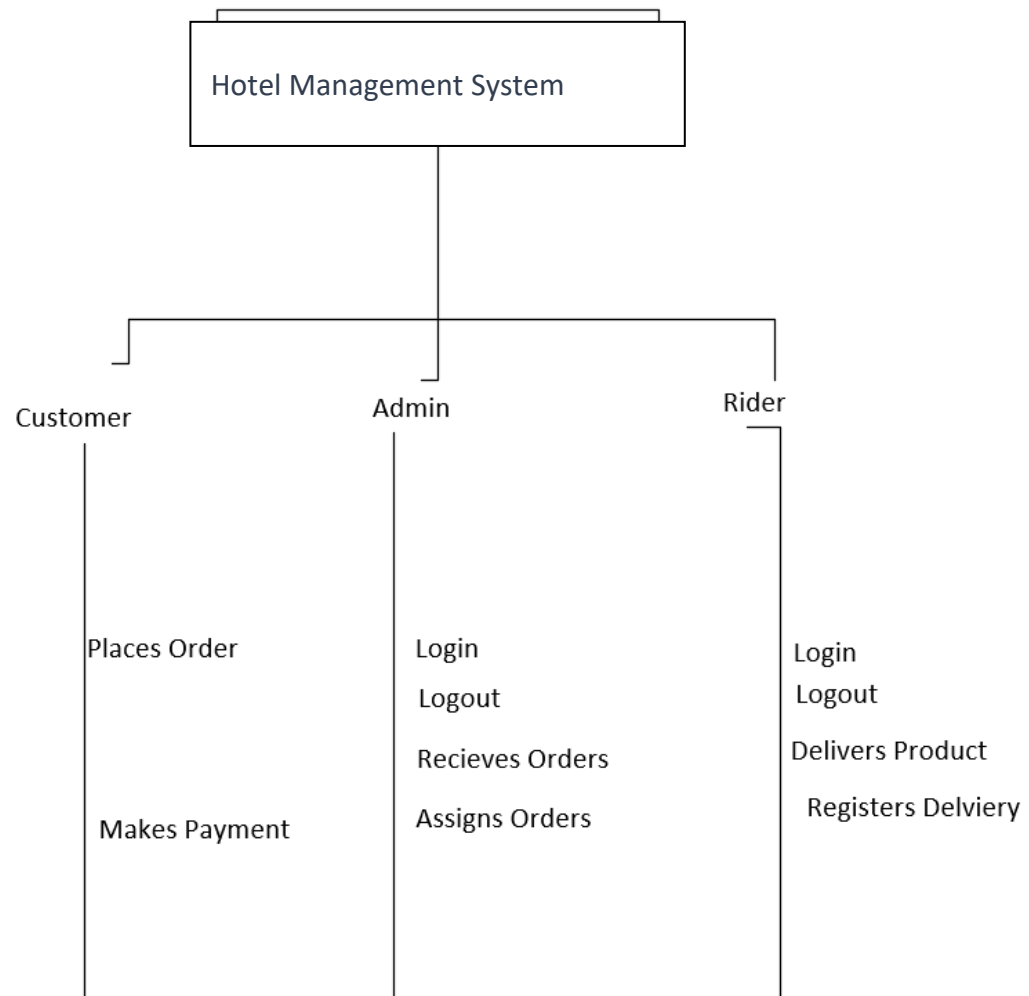 Hotel Management System
Customer
Admin
Rider
Places Order
Makes Payment
Login
Logout
Recieves Orders
Assigns Orders
Login
Logout
Delivers Product
Registers Delviery